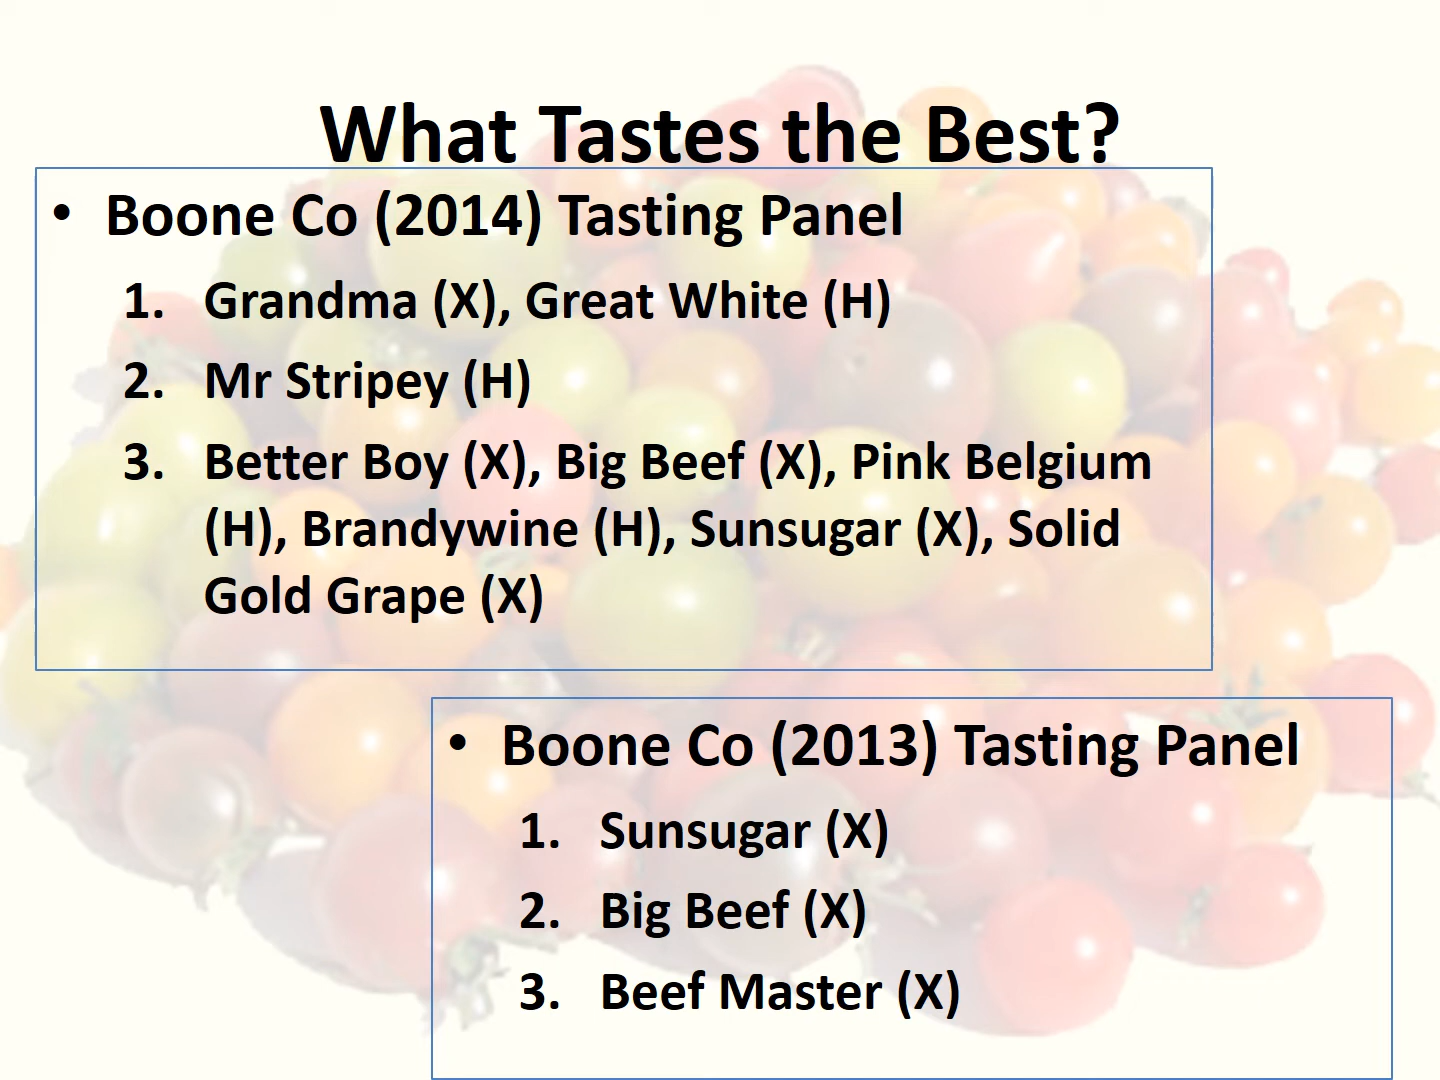 What Tastes the Best?
• Boone Co (2014) Tasting Panel
1. Grandma (X), Great White (H)
2. Mr Stripey (H)
3. Better Boy (X), Big Beef (X), Pink Belgium
(H), Brandywine (H), Sunsugar (X), Solid
Gold Grape (X)
• Boone Co (2013) Tasting Panel
1. Sunsugar (X)
2. Big Beef (X)
3. Beef Master (X)